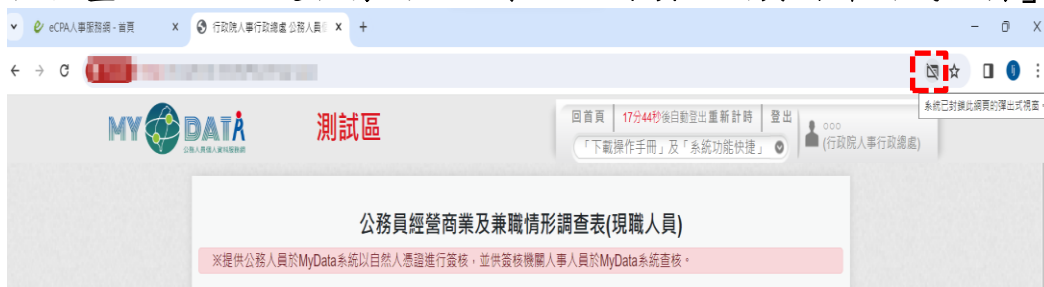 eCPA人事服務網 - 首頁
行政院人事行政總處 公務人員
系統已封鎖此網頁的彈出式視窗。
MY DATA
公務人員個人資料服務網
測試區
回首頁 17分44秒後自動登出重新計時 登出
「下載操作手冊」及「系統功能快捷」
○○○
(行政院人事行政總處)
公務員經營商業及兼職情形調查表(現職人員)
※提供公務人員於MyData系統以自然人憑證進行簽核，並供簽核機關人事人員於MyData系統查核。